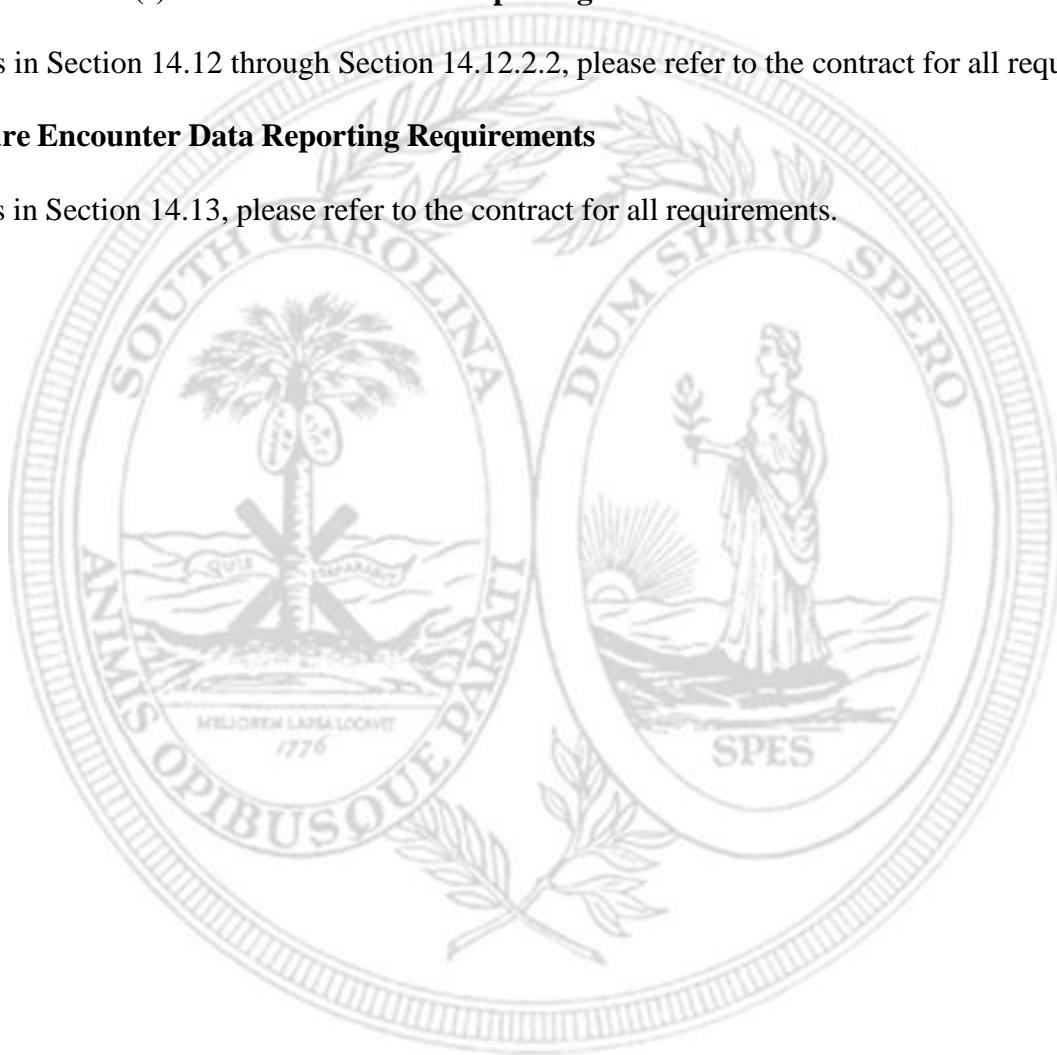 s in Section 14.12 through Section 14.12.2.2, please refer to the contract for all requ
re Encounter Data Reporting Requirements
s in Section 14.13, please refer to the contract for all requirements.
SOUTH CAROLINA
DUM SPIRO SPERO
QUIS
MELIOREM LAPSA LOCAVIT
1776
SPES
ANIMIS OPIBUSQUE PARATI